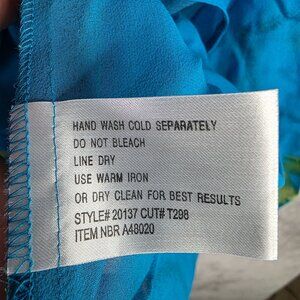 HAND WASH COLD SEPARATELY
DO NOT BLEACH
LINE DRY
USE WARM IRON
OR DRY CLEAN FOR BEST RESULTS
STYLE# 20137 CUT# T298
ITEM NBR A48020